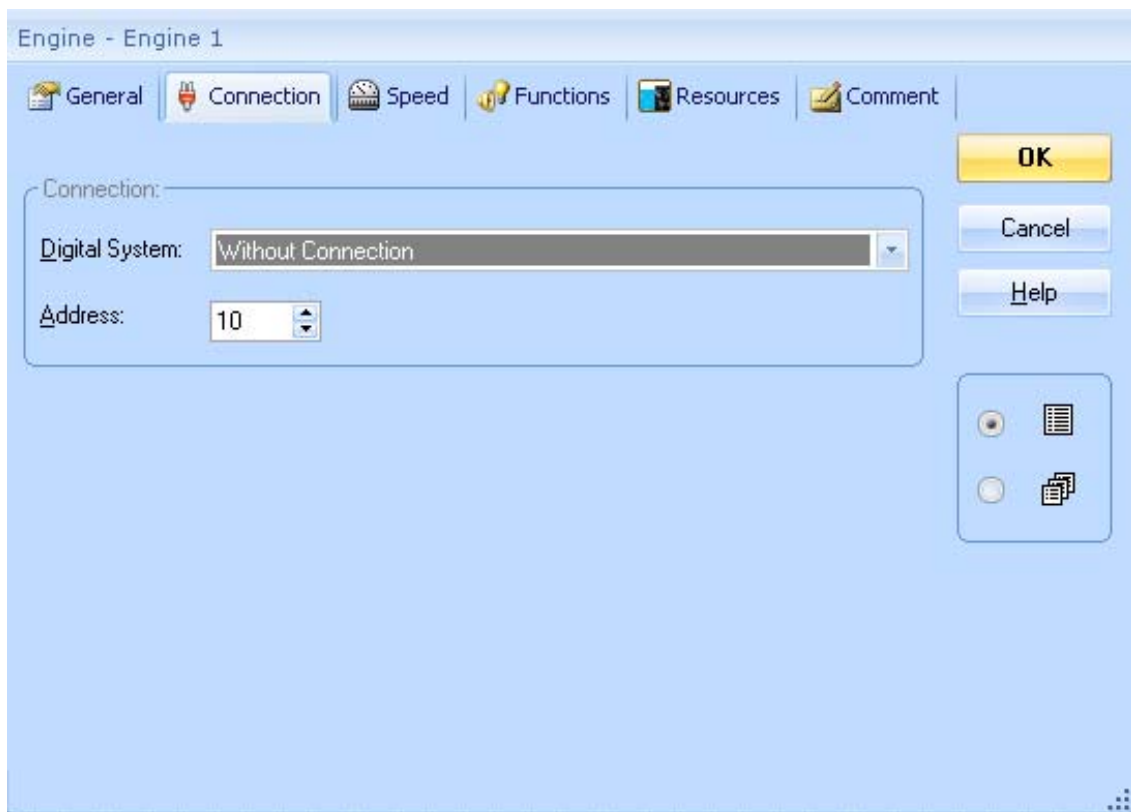 Engine - Engine 1
General Connection Speed Functions Resources Comment
OK
Connection:
Digital System: Without Connection
Cancel
Address: 10
Help